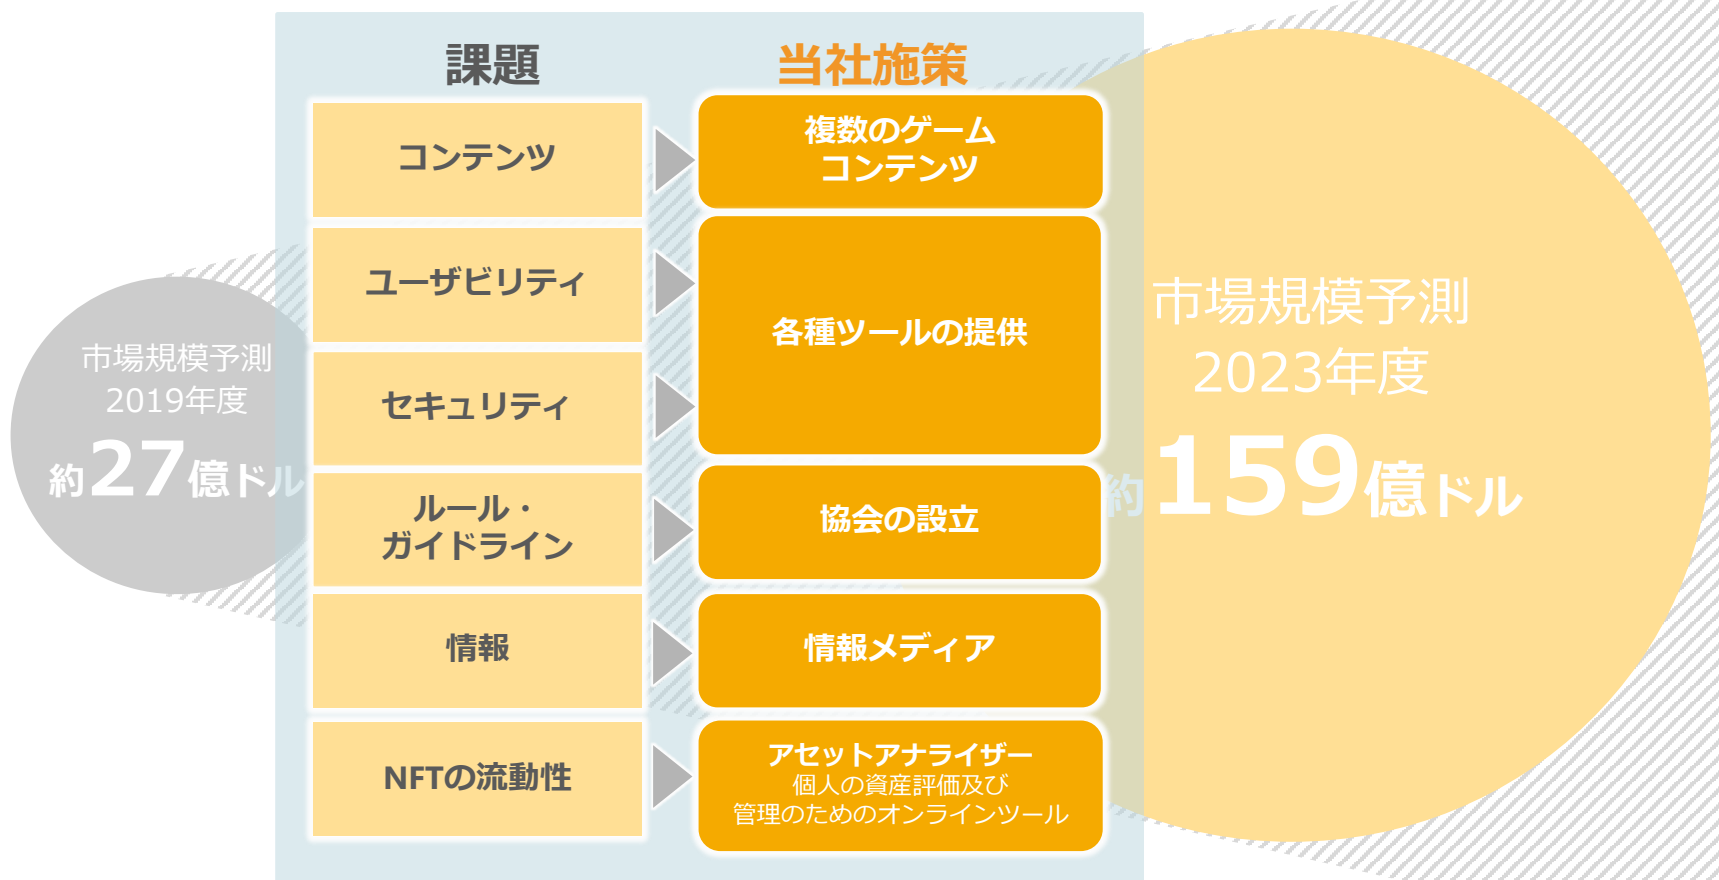 課題
当社施策
コンテンツ
複数のゲーム
コンテンツ
ユーザビリティ
セキュリティ
各種ツールの提供
ルール・
ガイドライン
協会の設立
情報
情報メディア
NFTの流動性
アセットアナライザー
個人の資産評価及び
管理のためのオンラインツール
市場規模予測
2019年度
約27億ドル
市場規模予測
2023年度
約159億ドル